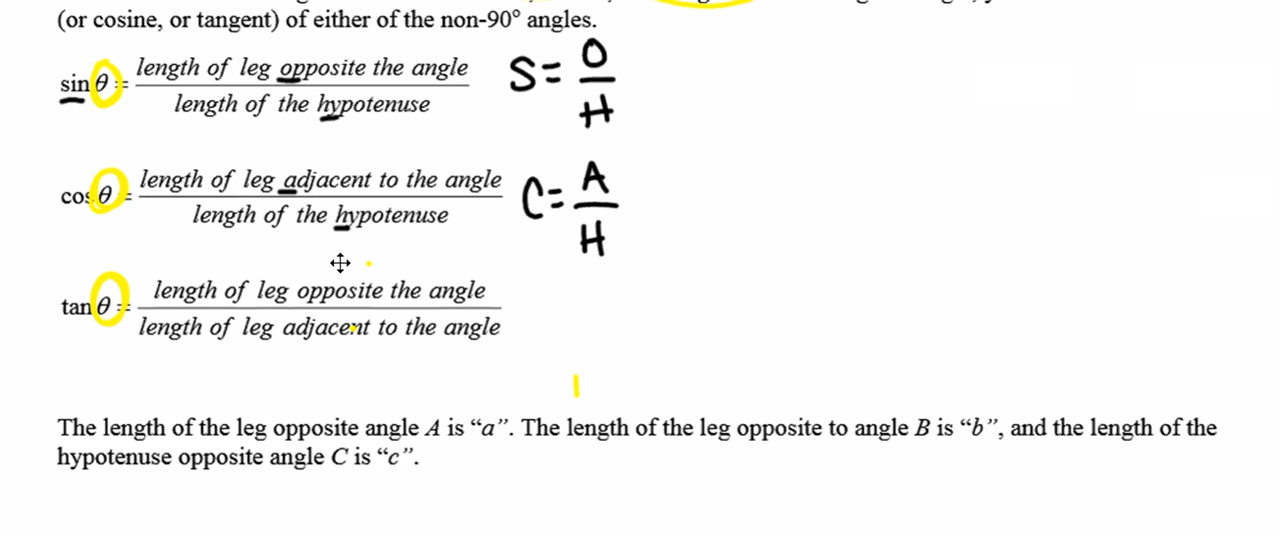 (or cosine, or tangent) of either of the non-90° angles.
sin θ = length of leg opposite the angle
length of the hypotenuse
S = O
H
cos θ = length of leg adjacent to the angle
length of the hypotenuse
C = A
H
tan θ = length of leg opposite the angle
length of leg adjacent to the angle
The length of the leg opposite angle A is “a”. The length of the leg opposite to angle B is “b”, and the length of the
hypotenuse opposite angle C is “c”.